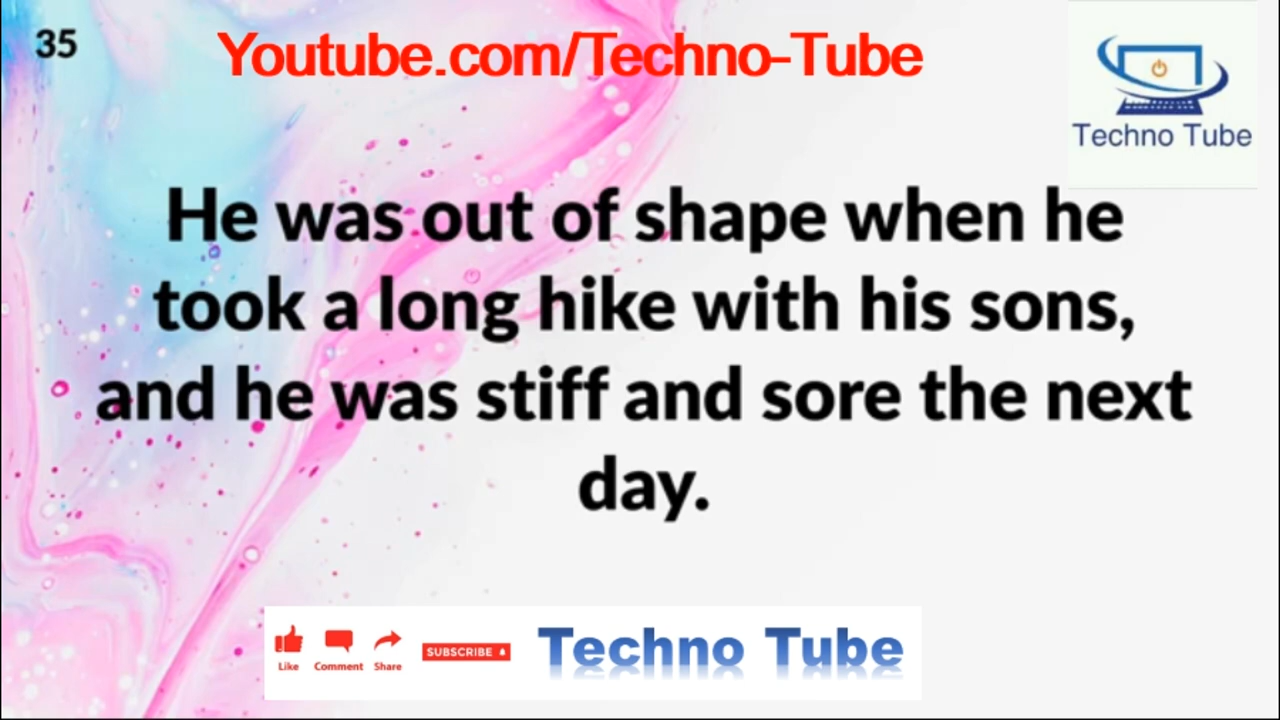 35
Youtube.com/Techno-Tube
Techno Tube
He was out of shape when he
took a long hike with his sons,
and he was stiff and sore the next
day.
Like Comment Share
SUBSCRIBE
Techno Tube